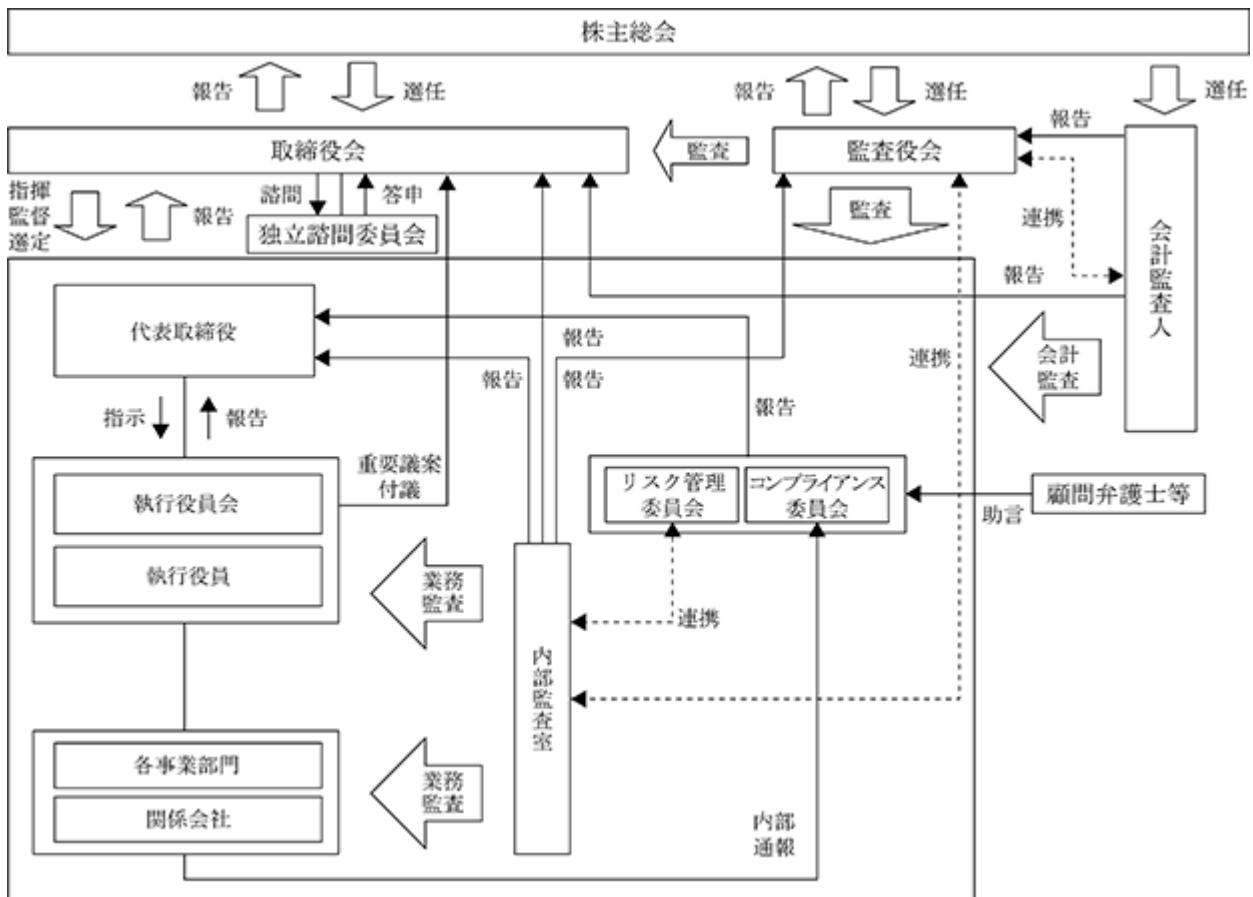 株主総会
報告
選任
報告
選任
選任
取締役会
監査
監査役会
報告
指揮
監督
選定
報告
諮問
答申
独立諮問委員会
監査
連携
会計監査人
報告
代表取締役
報告
連携
会計
監査
報告
報告
報告
指示
報告
重要議案
付議
執行役員会
執行役員
リスク管理
委員会
コンプライアンス
委員会
助言
顧問弁護士等
業務
監査
連携
内部監査室
各事業部門
関係会社
業務
監査
内部
通報